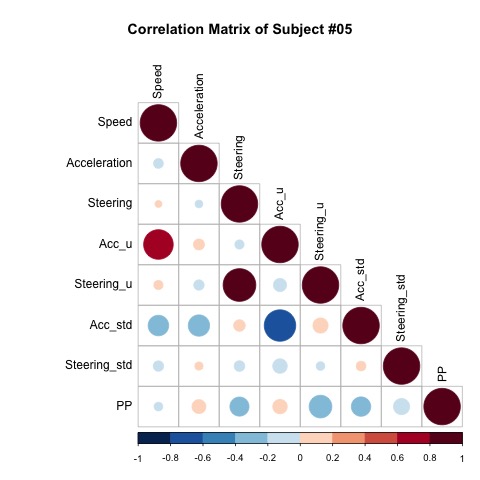 Correlation Matrix of Subject #05
Speed
Acceleration
Steering
Acc_u
Steering_u
Acc_std
Steering_std
PP
Speed
Acceleration
Steering
Acc_u
Steering_u
Acc_std
Steering_std
PP
-1 -0.8 -0.6 -0.4 -0.2 0 0.2 0.4 0.6 0.8 1